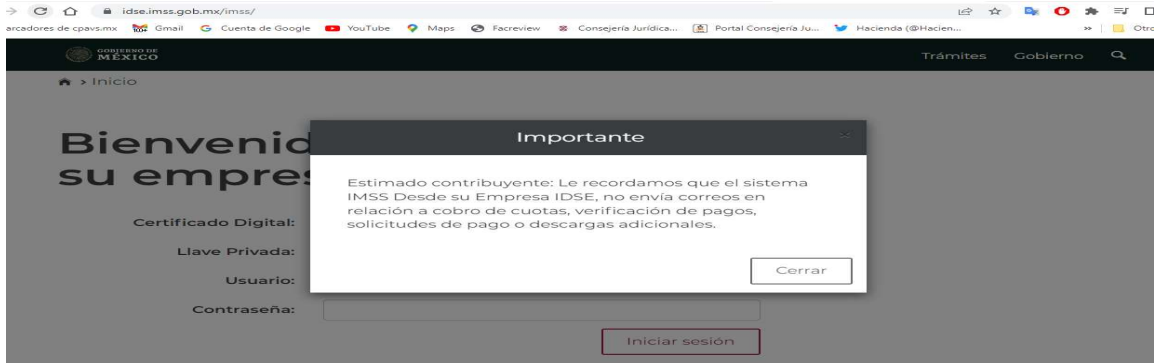 idse.imss.gob.mx/imss/
arcadores de cpavs.mx Gmail Cuenta de Google YouTube Maps Facreview Consejería Jurídica... Portal Consejería Ju... Hacienda (@Hacien... » Otro
GOBIERNO DE
MÉXICO
Trámites Gobierno
> Inicio
Bienvenid
su empres
Importante ×
Estimado contribuyente: Le recordamos que el sistema
IMSS Desde su Empresa IDSE, no envía correos en
relación a cobro de cuotas, verificación de pagos,
solicitudes de pago o descargas adicionales.
Cerrar
Certificado Digital:
Llave Privada:
Usuario:
Contraseña:
Iniciar sesión